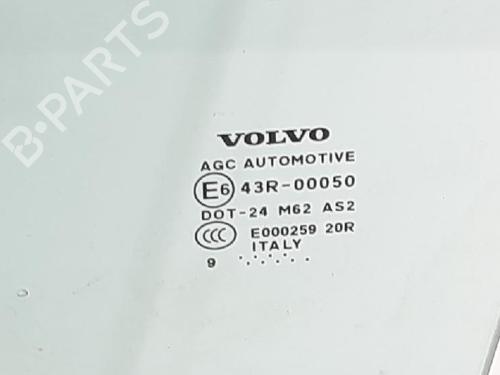 B-PARTS
VOLVO
AGC AUTOMOTIVE
E6 43R-00050
DOT-24 M62 AS2
CCC E000259 20R
ITALY
9